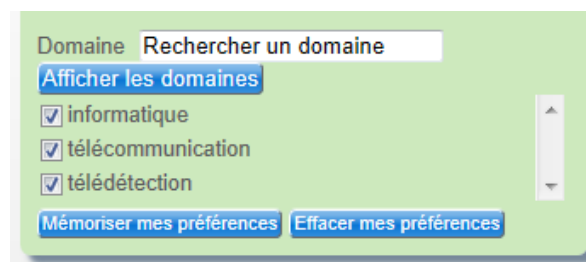 Domaine Rechercher un domaine
Afficher les domaines
informatique
télécommunication
télédétection
Mémoriser mes préférences Effacer mes préférences